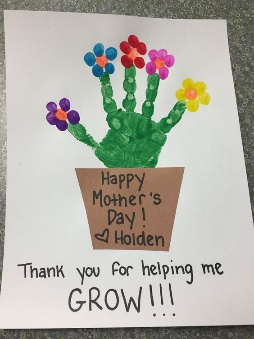 Happy
Mother's
Day!
♡ Holden
Thank you for helping me
GROW!!!